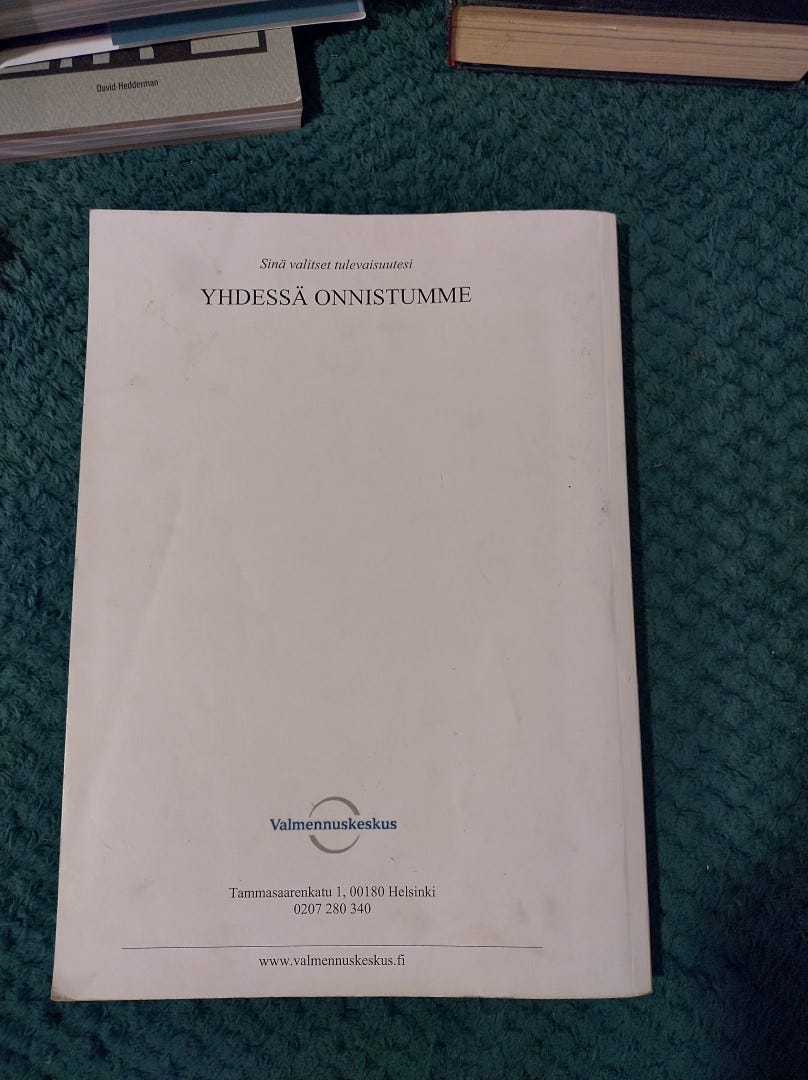 David Hedderman
Sinä valitset tulevaisuutesi
YHDESSÄ ONNISTUMME
Valmennuskeskus
Tammasaarenkatu 1, 00180 Helsinki
0207 280 340
www.valmennuskeskus.fi